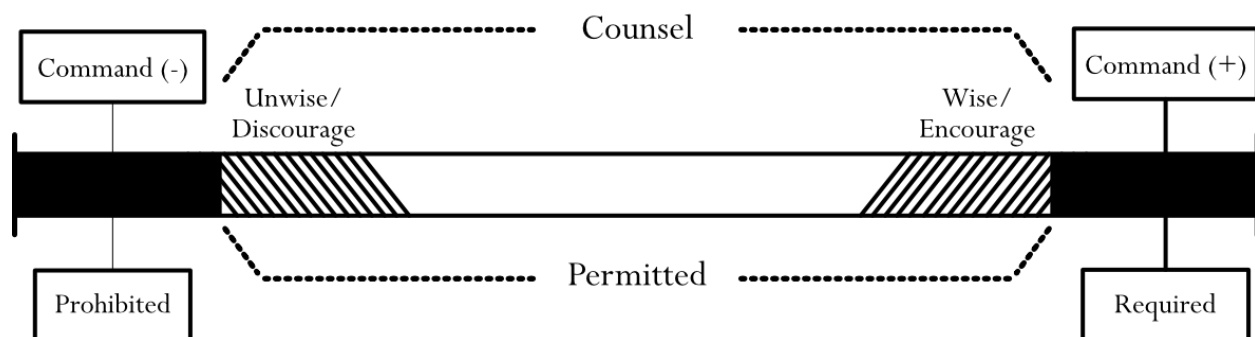 Counsel
Command (-)
Command (+)
Unwise/
Discourage
Wise/
Encourage
Permitted
Prohibited
Required